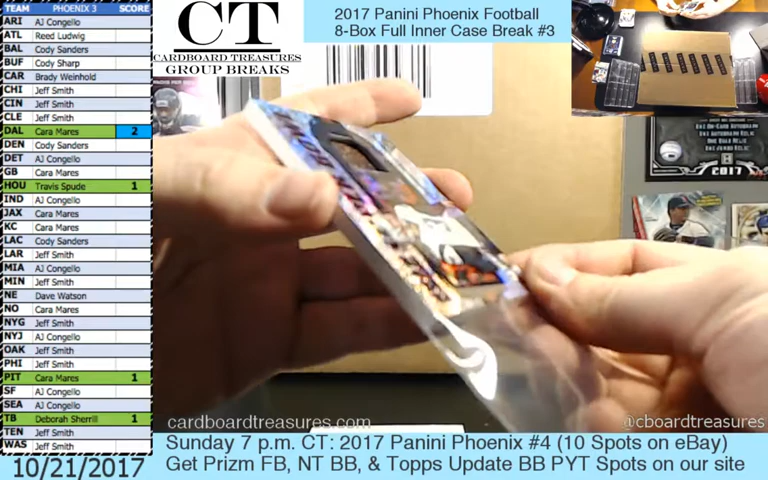 TEAM PHOENIX 3 SCORE
ARI AJ Congello
ATL Reed Ludwig
BAL Cody Sanders
BUF Cody Sharp
CAR Brady Weinhold
CHI Jeff Smith
CIN Jeff Smith
CLE Jeff Smith
DAL Cara Mares 2
DEN Cody Sanders
DET AJ Congello
GB Cara Mares
HOU Travis Spude 1
IND AJ Congello
JAX Cara Mares
KC Cara Mares
LAC Cody Sanders
LAR Jeff Smith
MIA AJ Congello
MIN Jeff Smith
NE Dave Watson
NO Cara Mares
NYG Jeff Smith
NYJ AJ Congello
OAK Jeff Smith
PHI Jeff Smith
PIT Cara Mares 1
SF AJ Congello
SEA AJ Congello
TB Deborah Sherrill 1
TEN Jeff Smith
WAS Jeff Smith
10/21/2017
CT
CARDBOARD TREASURES
GROUP BREAKS
2017 Panini Phoenix Football
8-Box Full Inner Case Break #3
ONE ON-CARD AUTOGRAPH
2017
cardboardtreasures.com
@cboardtreasures
Sunday 7 p.m. CT: 2017 Panini Phoenix #4 (10 Spots on eBay)
Get Prizm FB, NT BB, & Topps Update BB PYT Spots on our site